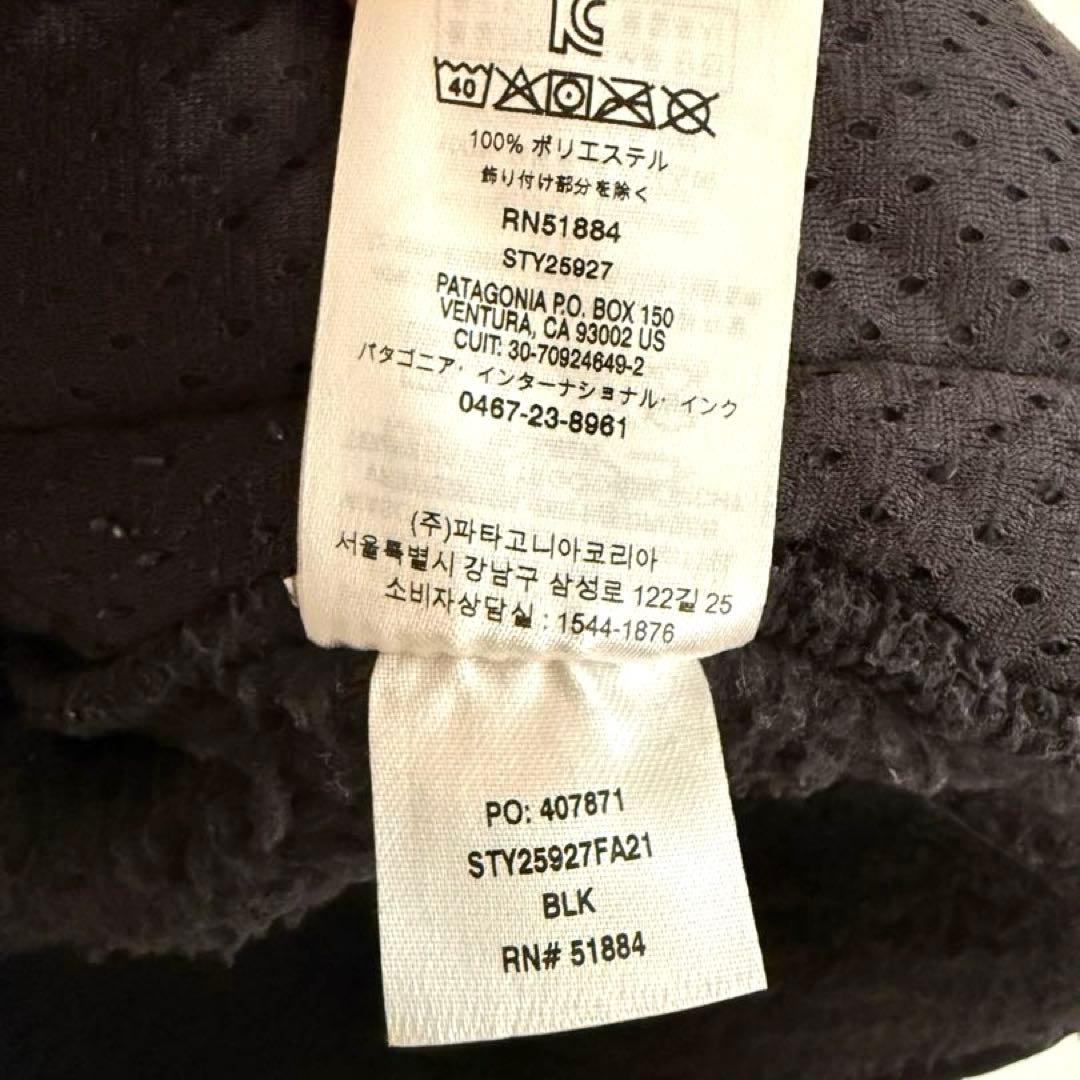 40
100% ポリエステル
飾り付け部分を除く
RN51884
STY25927
PATAGONIA P.O. BOX 150
VENTURA, CA 93002 US
CUIT: 30-70924649-2
パタゴニア・インターナショナル・インク
0467-23-8961
(주)파타고니아코리아
서울특별시 강남구 삼성로 122길 25
소비자상담실 : 1544-1876
PO: 407871
STY25927FA21
BLK
RN# 51884